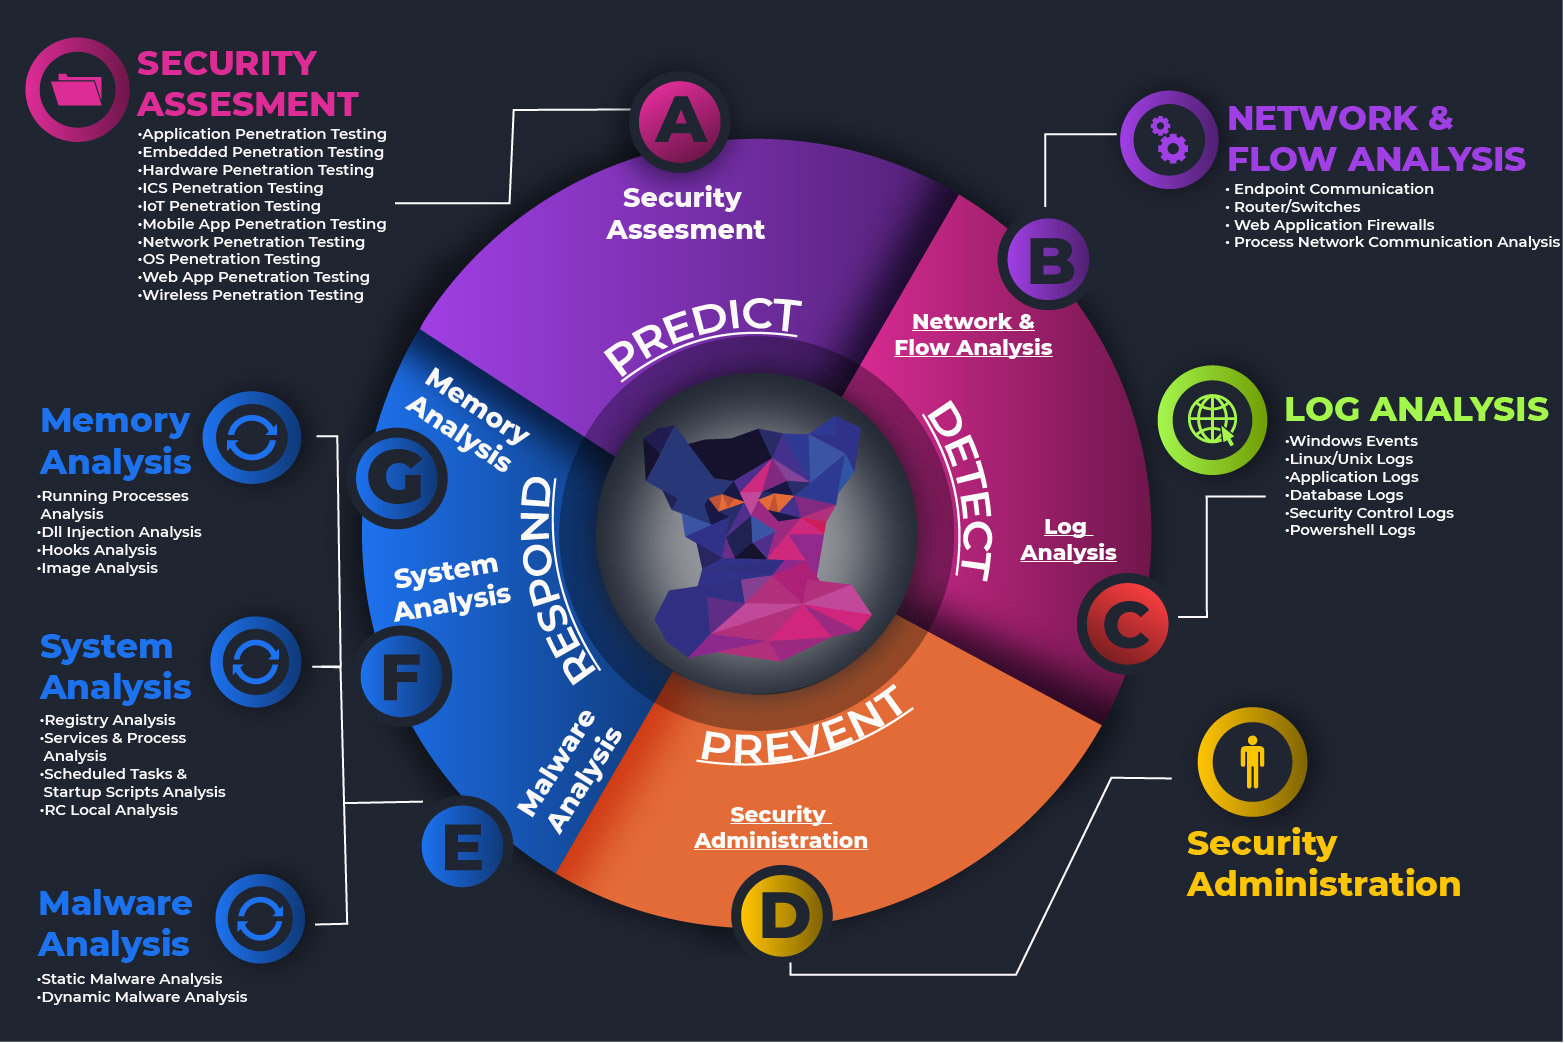 SECURITY
ASSESMENT
•Application Penetration Testing
•Embedded Penetration Testing
•Hardware Penetration Testing
•ICS Penetration Testing
•IoT Penetration Testing
•Mobile App Penetration Testing
•Network Penetration Testing
•OS Penetration Testing
•Web App Penetration Testing
•Wireless Penetration Testing
A
Security
Assesment
PREDICT
B
NETWORK &
FLOW ANALYSIS
• Endpoint Communication
• Router/Switches
• Web Application Firewalls
• Process Network Communication Analysis
Network &
Flow Analysis
DETECT
Log
Analysis
C
LOG ANALYSIS
•Windows Events
•Linux/Unix Logs
•Application Logs
•Database Logs
•Security Control Logs
•Powershell Logs
PREVENT
Security
Administration
D
Security
Administration
RESPOND
Memory
Analysis
G
System
Analysis
F
Malware
Analysis
E
Memory
Analysis
•Running Processes
Analysis
•Dll Injection Analysis
•Hooks Analysis
•Image Analysis
System
Analysis
•Registry Analysis
•Services & Process
Analysis
•Scheduled Tasks &
Startup Scripts Analysis
•RC Local Analysis
Malware
Analysis
•Static Malware Analysis
•Dynamic Malware Analysis